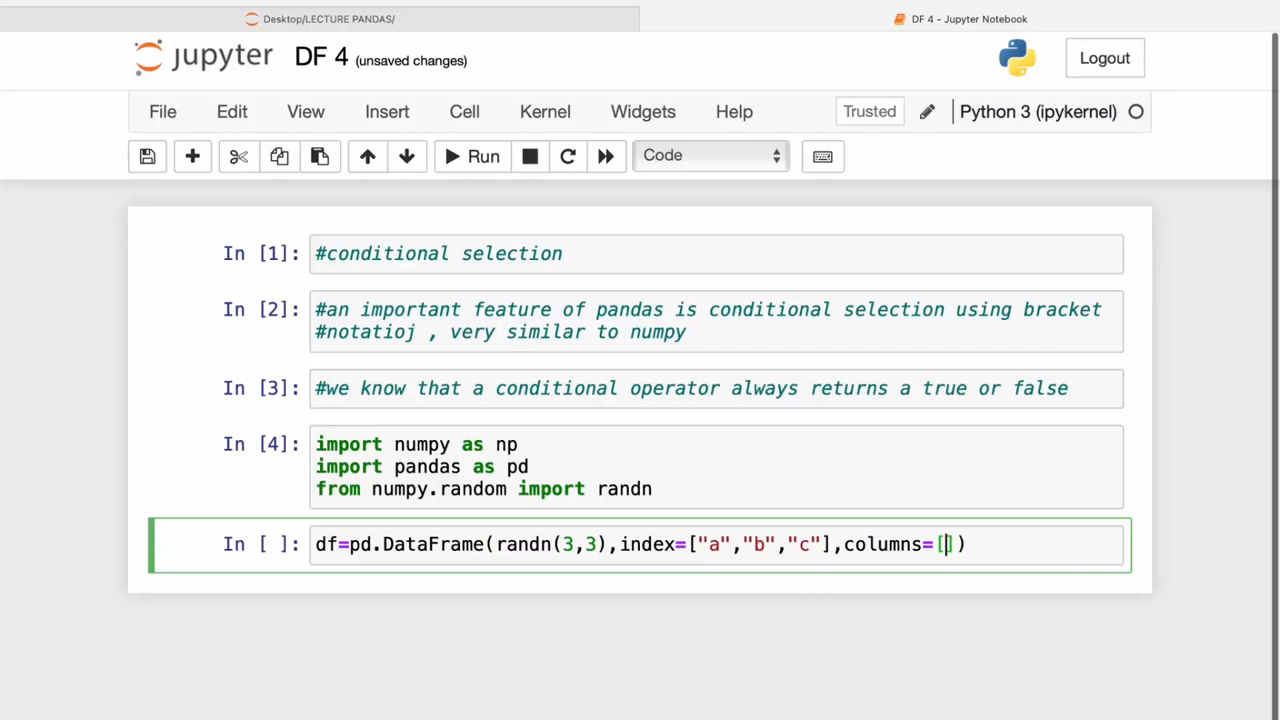 Desktop/LECTURE PANDAS/
DF 4 - Jupyter Notebook
jupyter DF 4 (unsaved changes)
Logout
File Edit View Insert Cell Kernel Widgets Help Trusted Python 3 (ipykernel)
Run Code
In [1]: #conditional selection
In [2]: #an important feature of pandas is conditional selection using bracket
#notatioj , very similar to numpy
In [3]: #we know that a conditional operator always returns a true or false
In [4]: import numpy as np
import pandas as pd
from numpy.random import randn
In [ ]: df=pd.DataFrame(randn(3,3),index=["a","b","c"],columns=[])